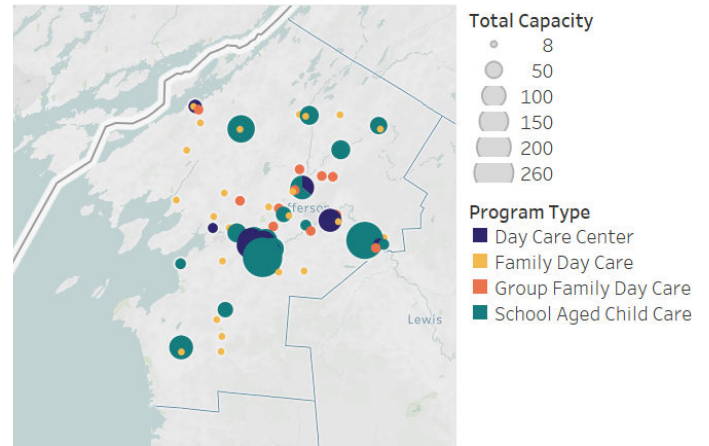 Total Capacity
8
50
100
150
200
260
Program Type
Day Care Center
Family Day Care
Group Family Day Care
School Aged Child Care
Lewis